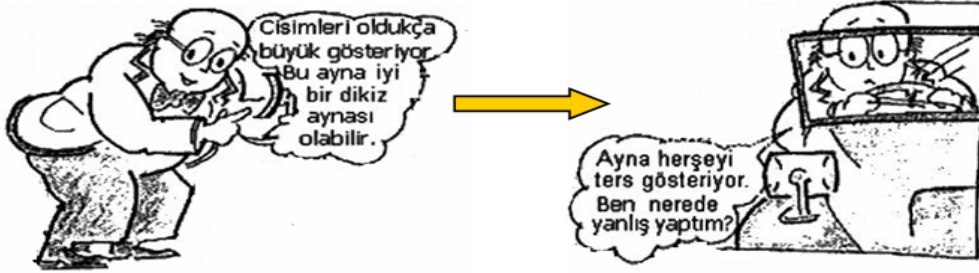 Cisimleri oldukça
büyük gösteriyor.
Bu ayna iyi
bir dikiz
aynası
olabilir.
Ayna herşeyi
ters gösteriyor.
Ben nerede
yanlış yaptım?